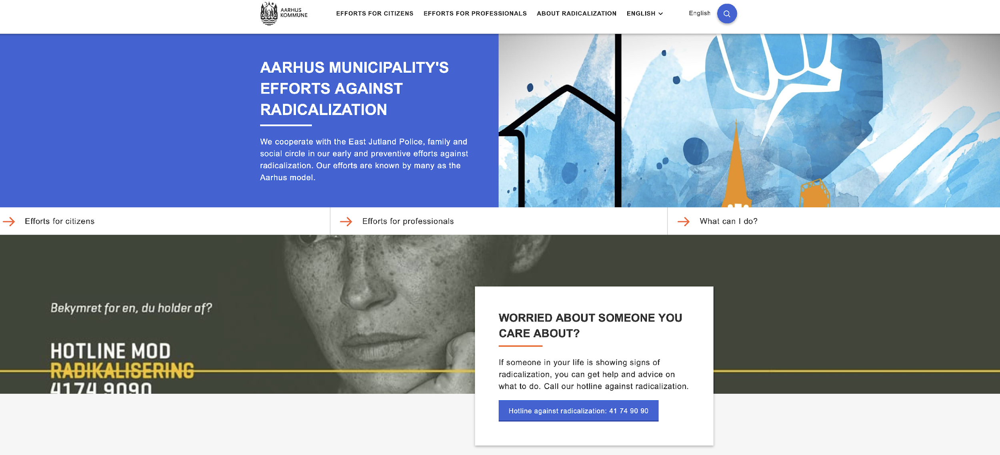 AARHUS
KOMMUNE
EFFORTS FOR CITIZENS
EFFORTS FOR PROFESSIONALS
ABOUT RADICALIZATION
ENGLISH
English
AARHUS MUNICIPALITY'S
EFFORTS AGAINST
RADICALIZATION
We cooperate with the East Jutland Police, family and
social circle in our early and preventive efforts against
radicalization. Our efforts are known by many as the
Aarhus model.
Efforts for citizens
Efforts for professionals
What can I do?
Bekymret for en, du holder af?
HOTLINE MOD
RADIKALISERING
4174 9090
WORRIED ABOUT SOMEONE YOU
CARE ABOUT?
If someone in your life is showing signs of
radicalization, you can get help and advice on
what to do. Call our hotline against radicalization.
Hotline against radicalization: 41 74 90 90